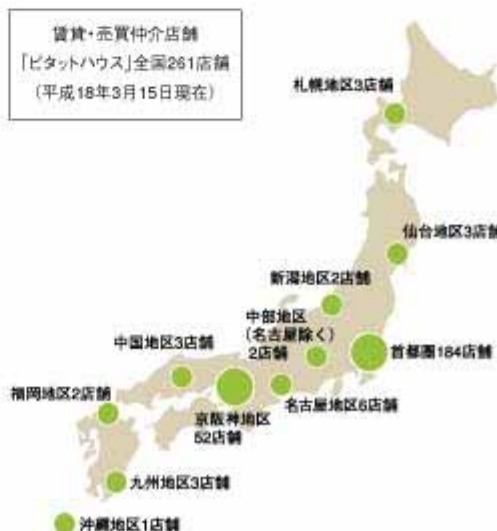 賃貸・売買仲介店舗
「ピタットハウス」全国261店舗
(平成18年3月15日現在)
札幌地区3店舗
仙台地区3店舗
新潟地区2店舗
中部地区
(名古屋除く)
2店舗
中国地区3店舗
首都圏184店舗
福岡地区2店舗
名古屋地区6店舗
京阪神地区
52店舗
九州地区3店舗
沖縄地区1店舗